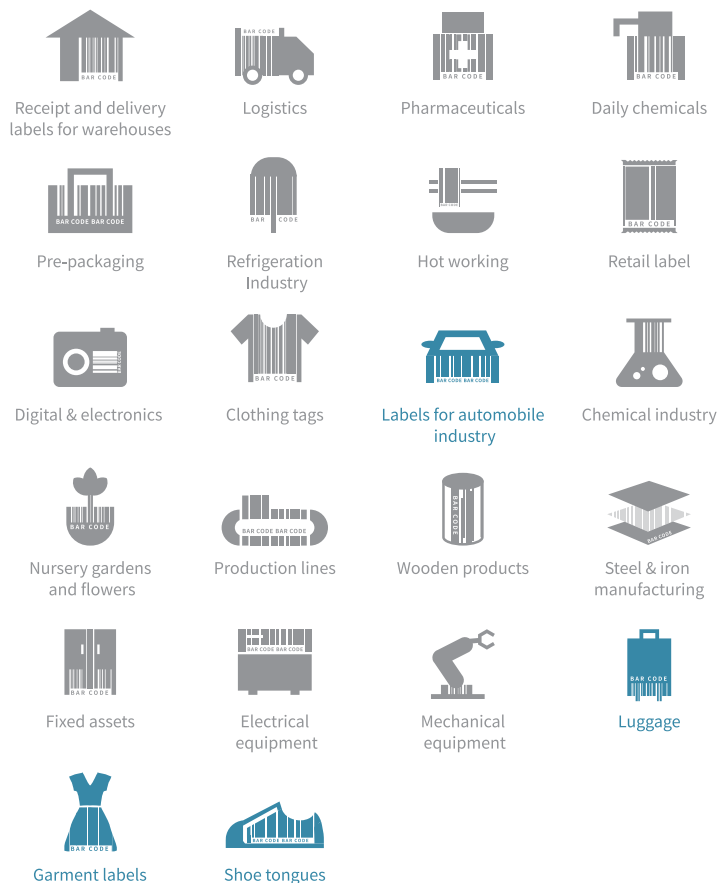 BAR CODE
BAR CODE
BAR CODE
BAR CODE
Receipt and delivery
labels for warehouses
Logistics
Pharmaceuticals
Daily chemicals
BAR CODE BAR CODE
BAR CODE
BAR CODE
Pre-packaging
Refrigeration
Industry
Hot working
Retail label
BAR CODE
BAR CODE
BAR CODE BAR CODE
Digital & electronics
Clothing tags
Labels for automobile
industry
Chemical industry
BAR CODE
BAR CODE BAR CODE
BAR CODE
BAR CODE
Nursery gardens
and flowers
Production lines
Wooden products
Steel & iron
manufacturing
BAR CODE
BAR CODE BAR CODE
BAR CODE
Fixed assets
Electrical
equipment
Mechanical
equipment
Luggage
BAR CODE
BAR CODE BAR CODE
Garment labels
Shoe tongues